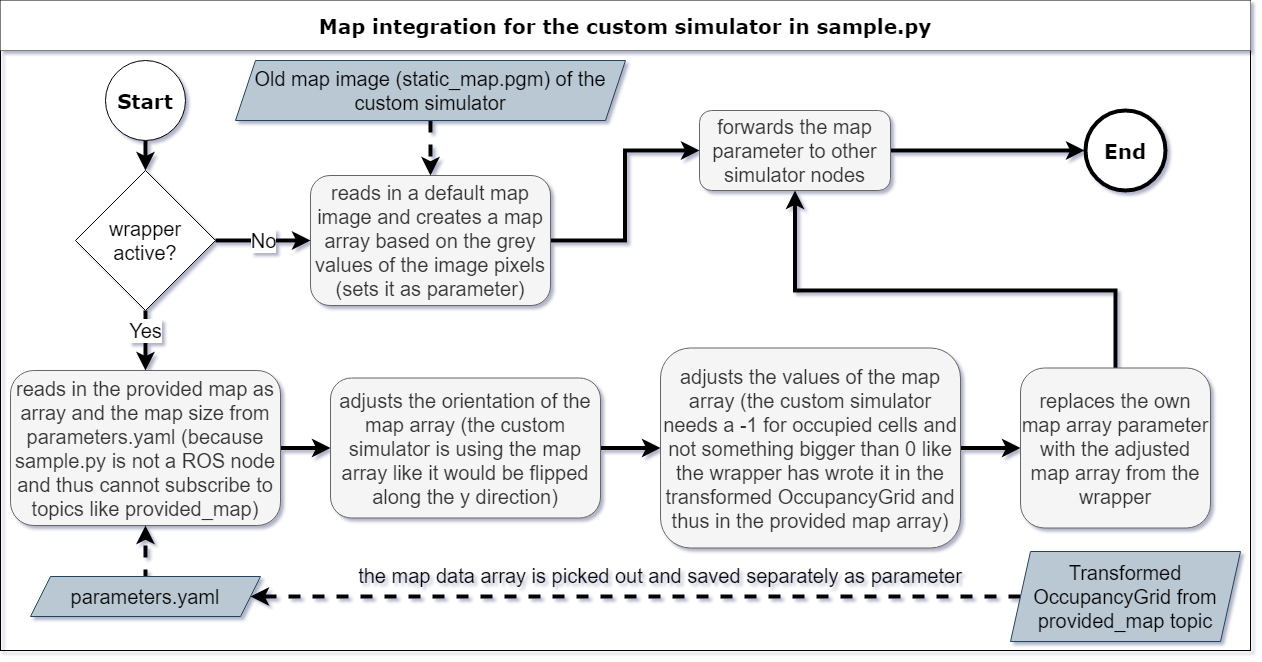 Map integration for the custom simulator in sample.py
Start
Old map image (static_map.pgm) of the
custom simulator
wrapper
active?
No
reads in a default map
image and creates a map
array based on the grey
values of the image pixels
(sets it as parameter)
forwards the map
parameter to other
simulator nodes
End
Yes
reads in the provided map as
array and the map size from
parameters.yaml (because
sample.py is not a ROS node
and thus cannot subscribe to
topics like provided_map)
adjusts the orientation of the
map array (the custom
simulator is using the map
array like it would be flipped
along the y direction)
adjusts the values of the map
array (the custom simulator
needs a -1 for occupied cells and
not something bigger than 0 like
the wrapper has wrote it in the
transformed OccupancyGrid and
thus in the provided map array)
replaces the own
map array parameter
with the adjusted
map array from the
wrapper
parameters.yaml
the map data array is picked out and saved separately as parameter
Transformed
OccupancyGrid from
provided_map topic